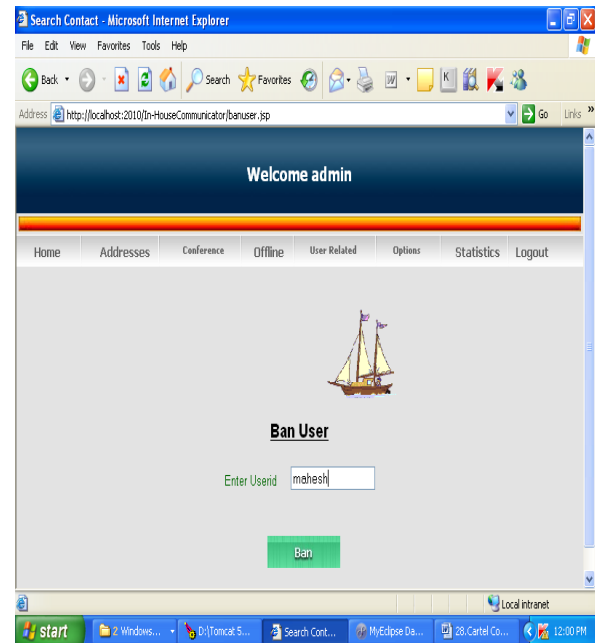 Search Contact - Microsoft Internet Explorer
File Edit View Favorites Tools Help
Back Search Favorites W K
Address http://localhost:2010/In-HouseCommunicator/banuser.jsp Go Links »
Welcome admin
Home Addresses Conference Offline User Related Options Statistics Logout
Ban User
Enter Userid mahesh
Ban
Local intranet
start 2 Windows... D:\Tomcat 5... Search Cont... MyEclipse Da... 28.Cartel Co... 12:00 PM